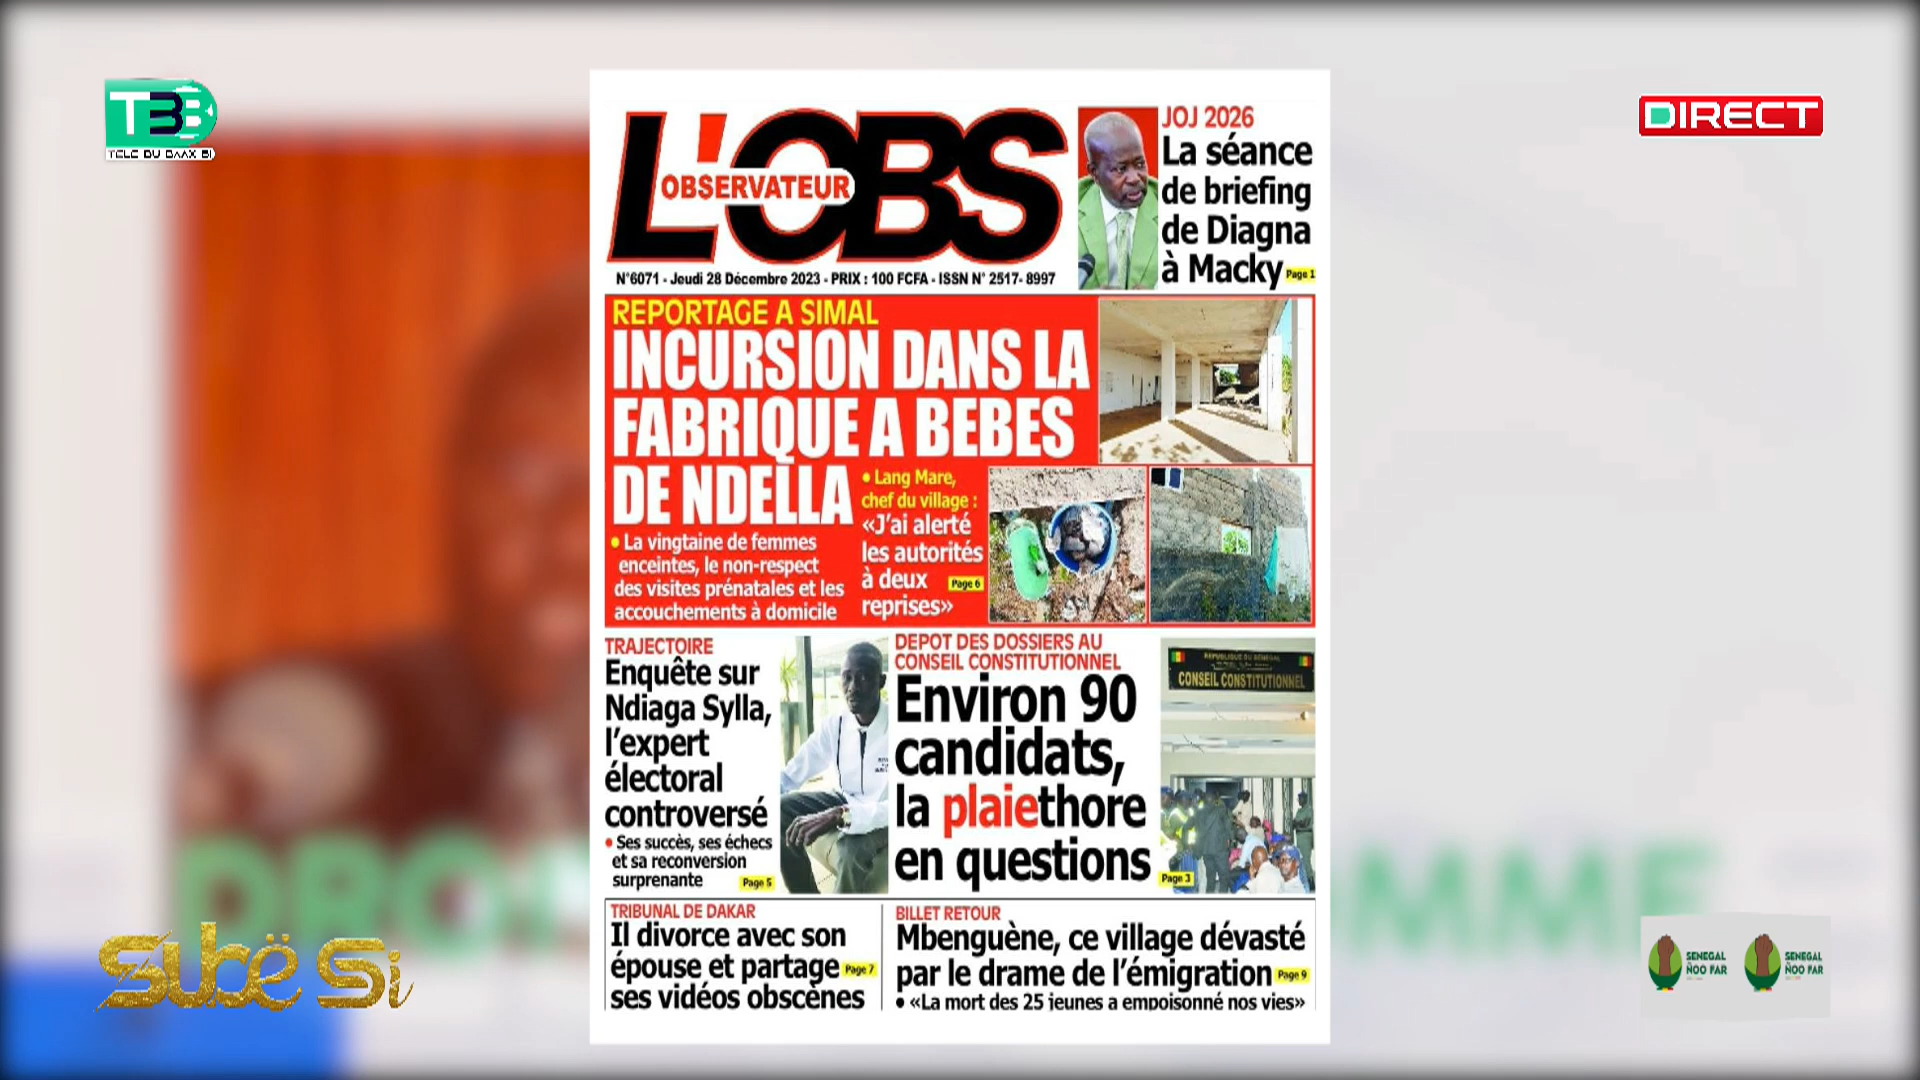 TBB
TELE DU BAAX BI
DIRECT
L'OBS
OBSERVATEUR
N°6071 - Jeudi 28 Décembre 2023 - PRIX : 100 FCFA - ISSN N° 2517- 8997
JOJ 2026
La séance
de briefing
de Diagna
à Macky Page 1
REPORTAGE A SIMAL
INCURSION DANS LA
FABRIQUE A BEBES
DE NDELLA
• La vingtaine de femmes
enceintes, le non-respect
des visites prénatales et les
accouchements à domicile
• Lang Mare,
chef du village :
«J'ai alerté
les autorités
à deux Page 6
reprises»
TRAJECTOIRE
Enquête sur
Ndiaga Sylla,
l'expert
électoral
controversé
• Ses succès, ses échecs
et sa reconversion
surprenante Page 5
DEPOT DES DOSSIERS AU
CONSEIL CONSTITUTIONNEL
Environ 90
candidats,
la plaiethore
en questions Page 3
REPUBLIQUE DU SENEGAL
CONSEIL CONSTITUTIONNEL
TRIBUNAL DE DAKAR
Il divorce avec son
épouse et partage Page 7
ses vidéos obscènes
BILLET RETOUR
Mbenguène, ce village dévasté
par le drame de l'émigration Page 9
• «La mort des 25 jeunes a empoisonné nos vies»
Subë Si
SENEGAL
ÑOO FAR
SENEGAL
ÑOO FAR